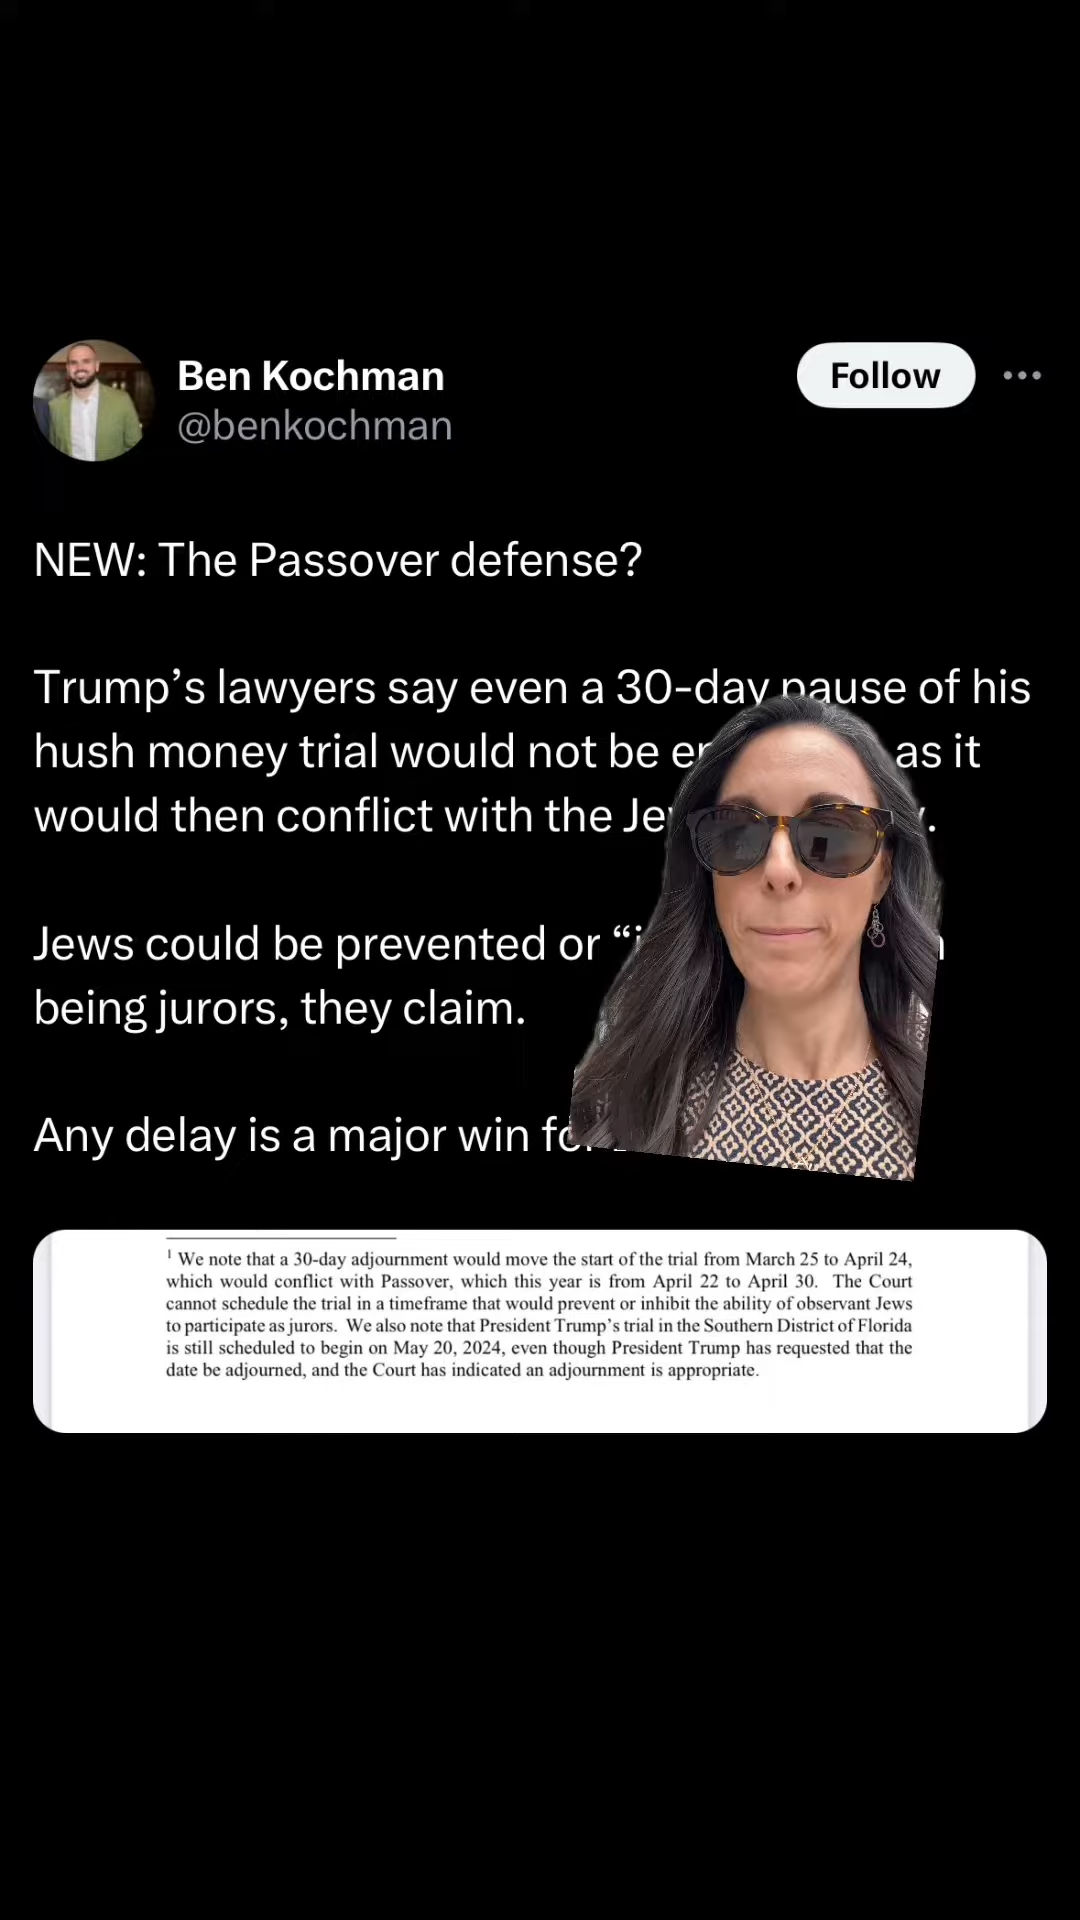 Ben Kochman
@benkochman
Follow
NEW: The Passover defense?
Trump's lawyers say even a 30-day pause of his
hush money trial would not be as it
would then conflict with the
Jews could be prevented or
being jurors, they claim.
Any delay is a major win
1 We note that a 30-day adjournment would move the start of the trial from March 25 to April 24,
which would conflict with Passover, which this year is from April 22 to April 30. The Court
cannot schedule the trial in a timeframe that would prevent or inhibit the ability of observant Jews
to participate as jurors. We also note that President Trump's trial in the Southern District of Florida
is still scheduled to begin on May 20, 2024, even though President Trump has requested that the
date be adjourned, and the Court has indicated an adjournment is appropriate.